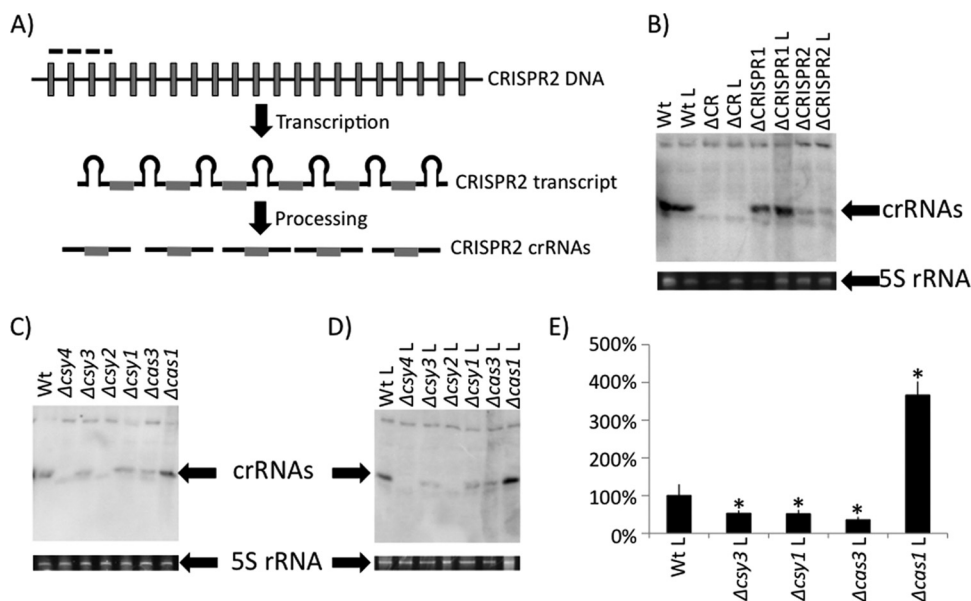 A)
CRISPR2 DNA
Transcription
CRISPR2 transcript
Processing
CRISPR2 crRNAs
B)
Wt
Wt L
ΔCR
ΔCR L
ΔCRISPR1
ΔCRISPR1 L
ΔCRISPR2
ΔCRISPR2 L
crRNAs
5S rRNA
C)
Wt
Δcsy4
Δcsy3
Δcsy2
Δcsy1
Δcas3
Δcas1
D)
Wt L
Δcsy4 L
Δcsy3 L
Δcsy2 L
Δcsy1 L
Δcas3 L
Δcas1 L
crRNAs
5S rRNA
E)
500%
400%
300%
200%
100%
0%
* * * *
Wt L
Δcsy3 L
Δcsy1 L
Δcas3 L
Δcas1 L